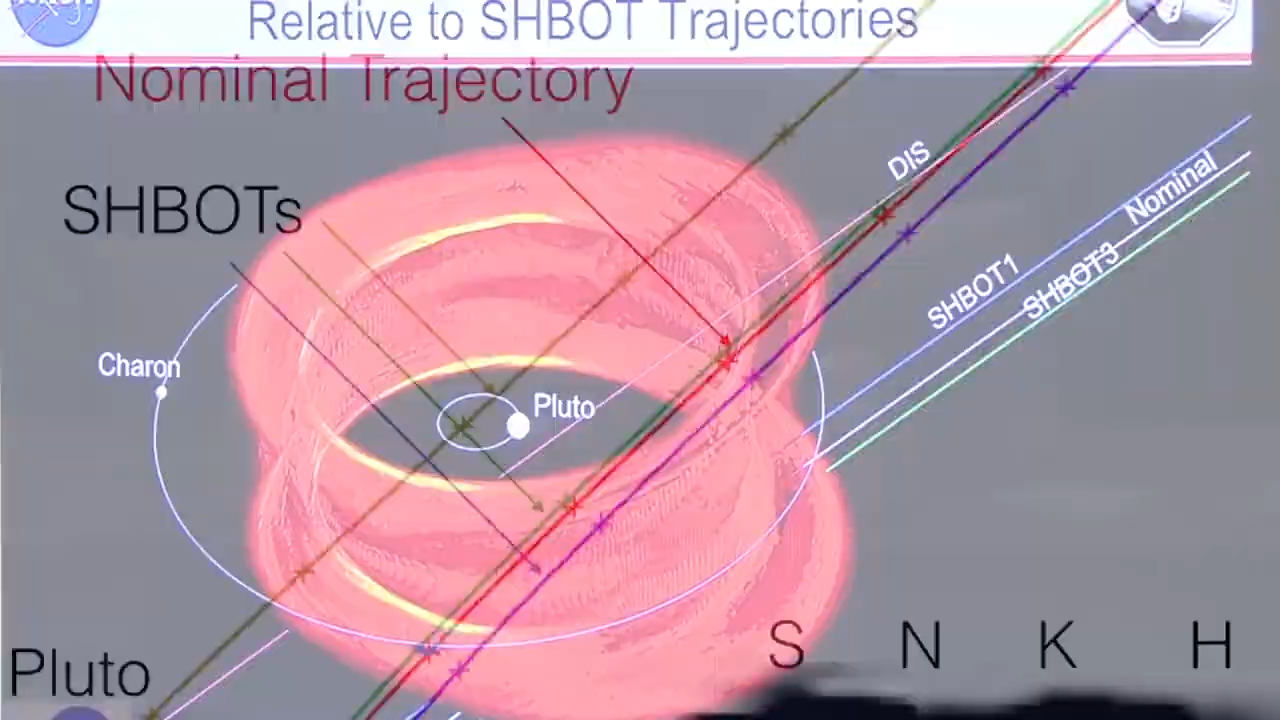 Relative to SHBOT Trajectories
Nominal Trajectory
SHBOTs
DIS
Nominal
SHBOT1
SHBOT3
Charon
Pluto
S N K H
Pluto